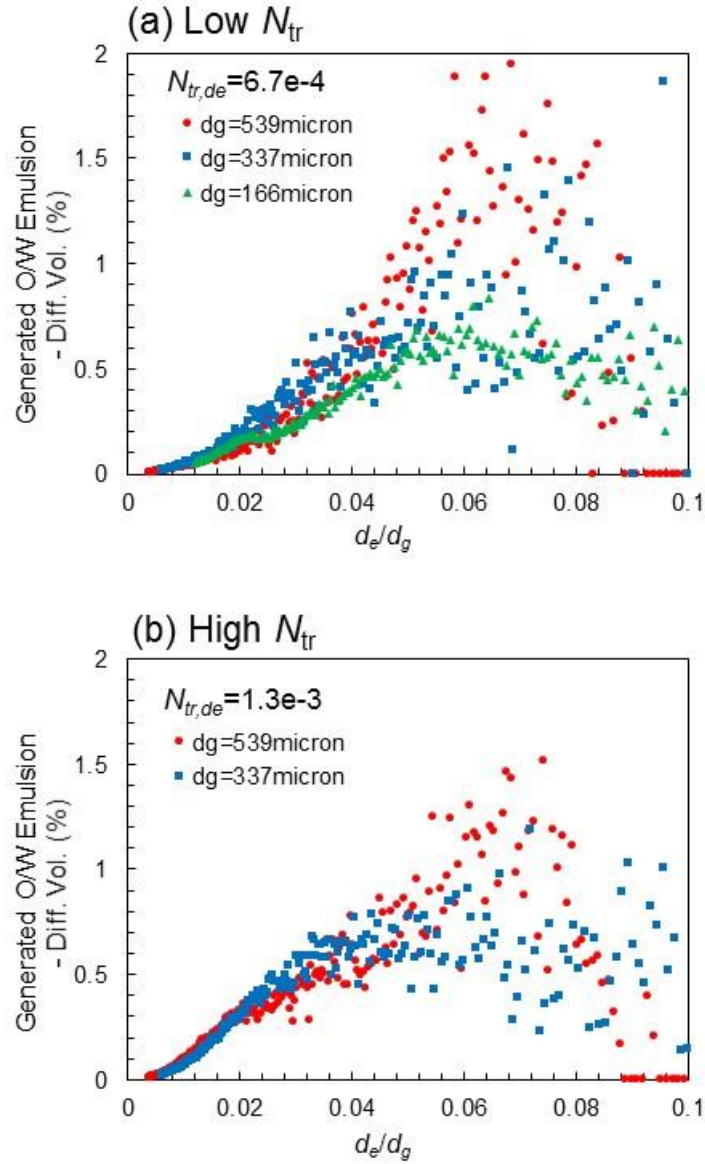 (a) Low Ntr
Generated O/W Emulsion
- Diff. Vol. (%)
2
1.5
1
0.5
0
Ntr,de=6.7e-4
dg=539micron
dg=337micron
dg=166micron
0 0.02 0.04 0.06 0.08 0.1
de/dg
(b) High Ntr
Generated O/W Emulsion
- Diff. Vol. (%)
2
1.5
1
0.5
0
Ntr,de=1.3e-3
dg=539micron
dg=337micron
0 0.02 0.04 0.06 0.08 0.1
de/dg